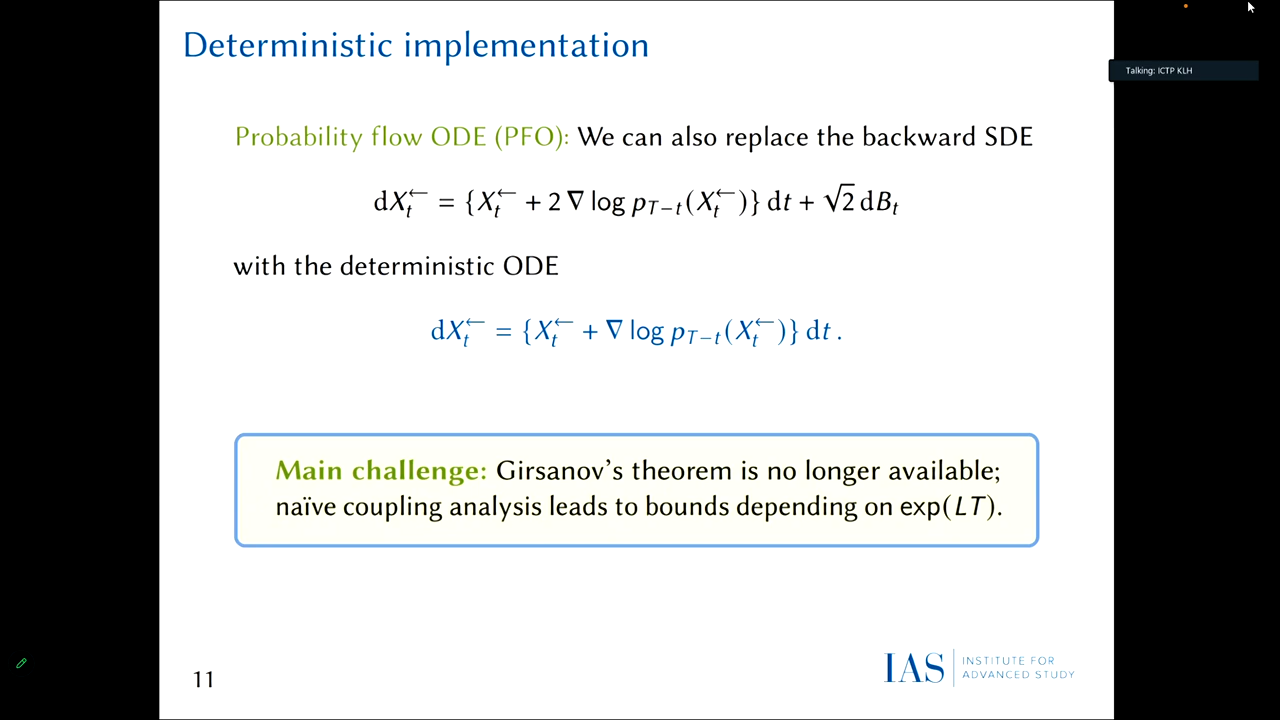 Deterministic implementation
Talking: ICTP KLH
Probability flow ODE (PFO): We can also replace the backward SDE
dX_t^← = {X_t^← + 2 ∇ log p_{T−t}(X_t^←)} dt + √2 dB_t
with the deterministic ODE
dX_t^← = {X_t^← + ∇ log p_{T−t}(X_t^←)} dt .
Main challenge: Girsanov's theorem is no longer available;
naïve coupling analysis leads to bounds depending on exp(LT).
11
IAS
INSTITUTE FOR
ADVANCED STUDY